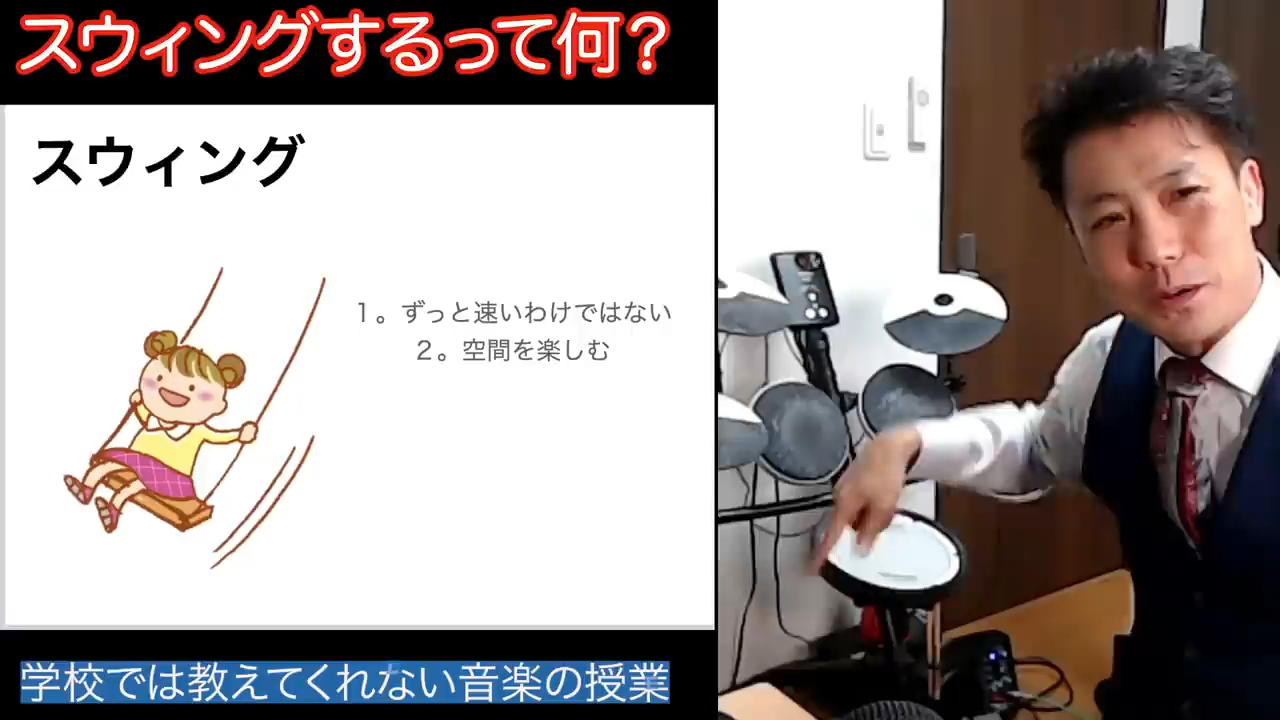 スウィングするって何？
スウィング
１。ずっと速いわけではない
２。空間を楽しむ
学校では教えてくれない音楽の授業